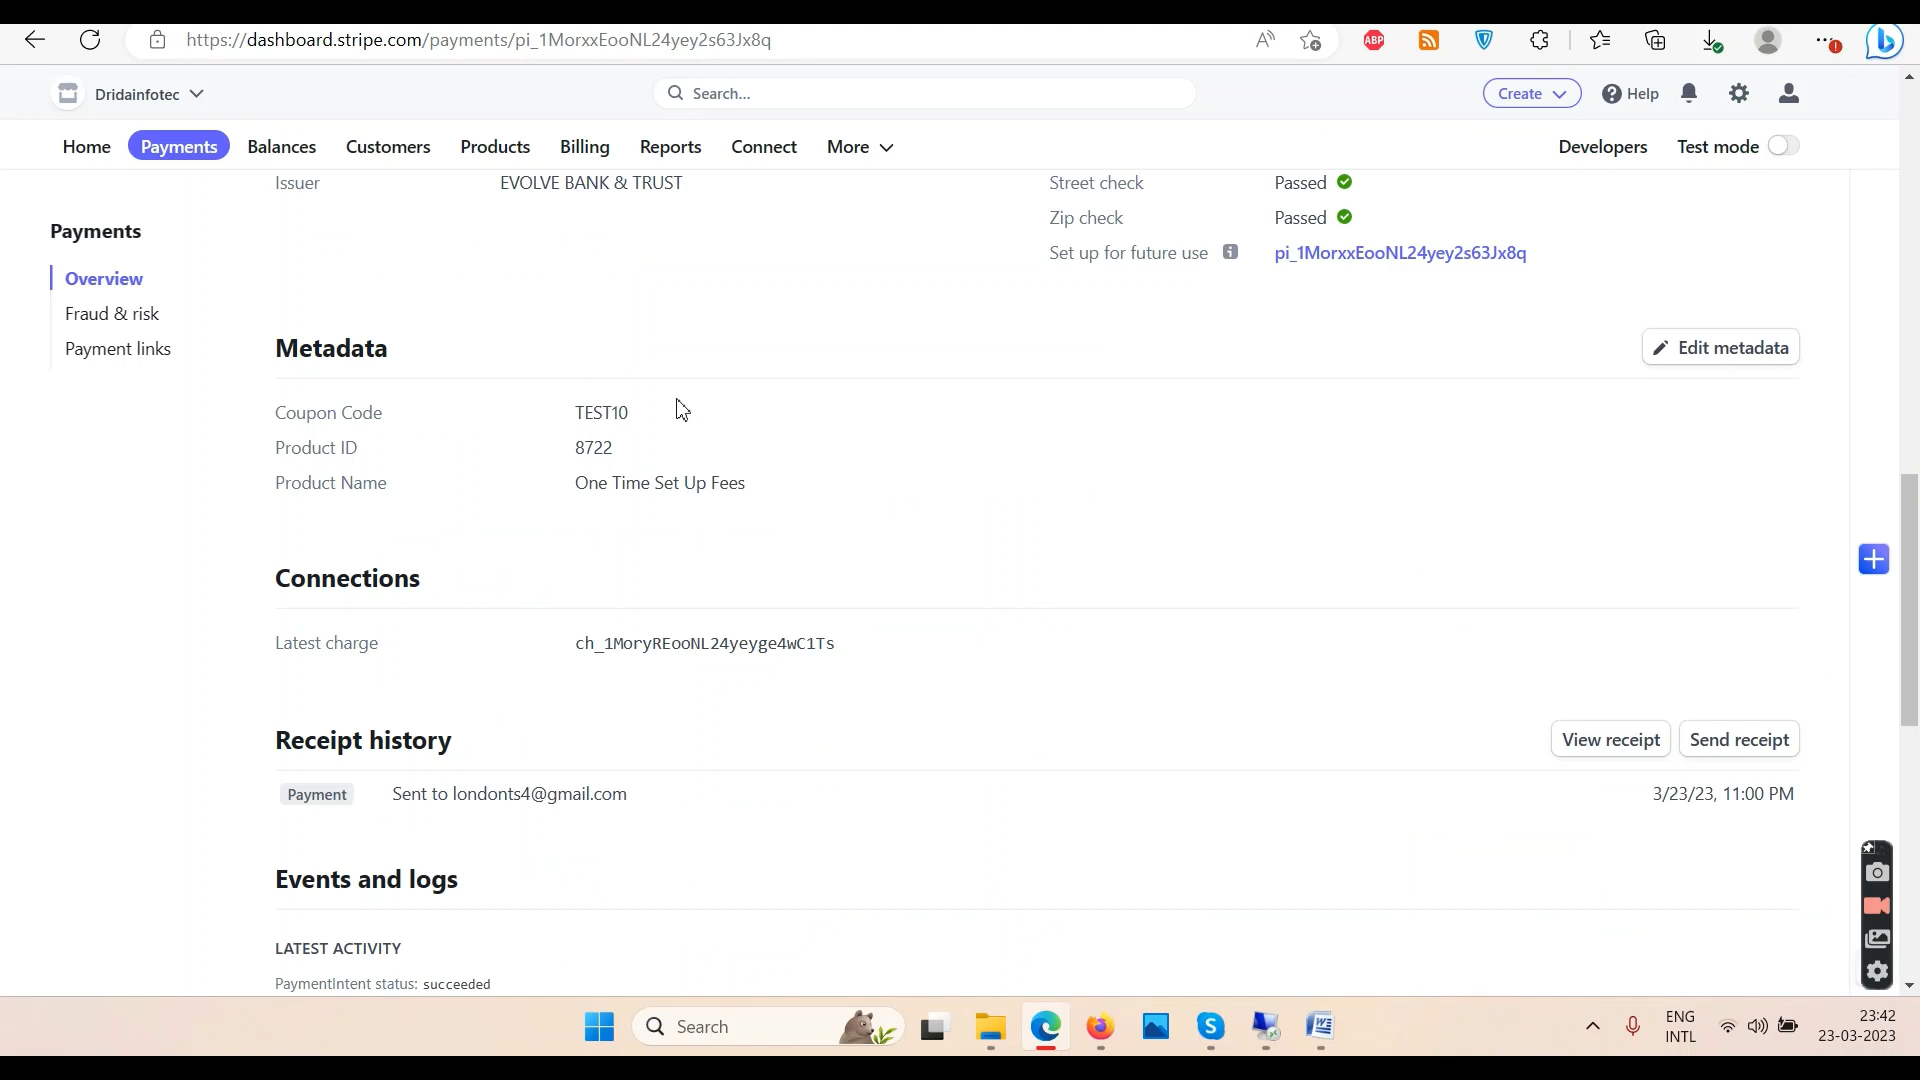 https://dashboard.stripe.com/payments/pi_1MorxxEooNL24yey2s63Jx8q
ABP
Dridainfotec
Search...
Create
Help
Home
Payments
Balances
Customers
Products
Billing
Reports
Connect
More
Developers
Test mode
Issuer
EVOLVE BANK & TRUST
Street check
Passed
Zip check
Passed
Set up for future use
pi_1MorxxEooNL24yey2s63Jx8q
Payments
Overview
Fraud & risk
Payment links
Metadata
Edit metadata
Coupon Code
TEST10
Product ID
8722
Product Name
One Time Set Up Fees
Connections
Latest charge
ch_1MoryREooNL24yeyge4wC1Ts
Receipt history
View receipt
Send receipt
Payment
Sent to londonts4@gmail.com
3/23/23, 11:00 PM
Events and logs
LATEST ACTIVITY
PaymentIntent status: succeeded
Search
ENG
INTL
23:42
23-03-2023